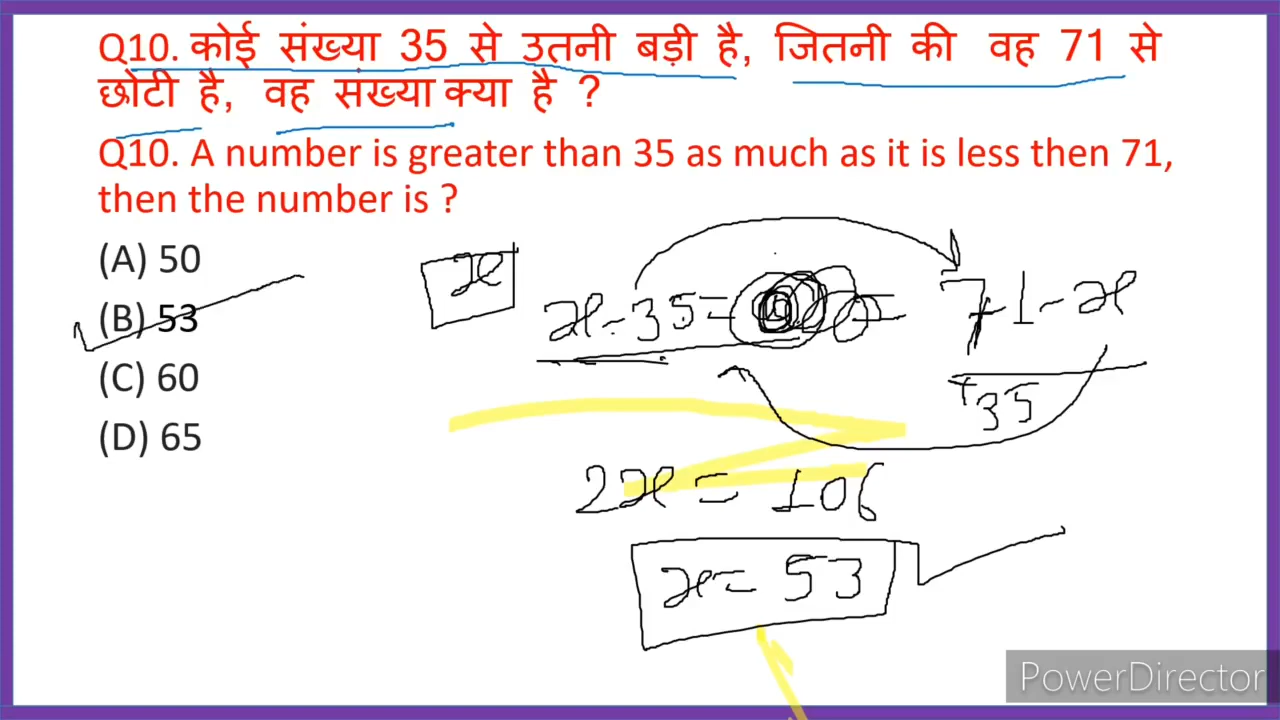 Q10. कोई संख्या 35 से उतनी बड़ी है, जितनी की वह 71 से
छोटी है, वह संख्या क्या है ?
Q10. A number is greater than 35 as much as it is less then 71,
then the number is ?
(A) 50
(B) 53
(C) 60
(D) 65
x
x - 35 = = 71 - x
+35
2x = 106
x = 53
PowerDirector